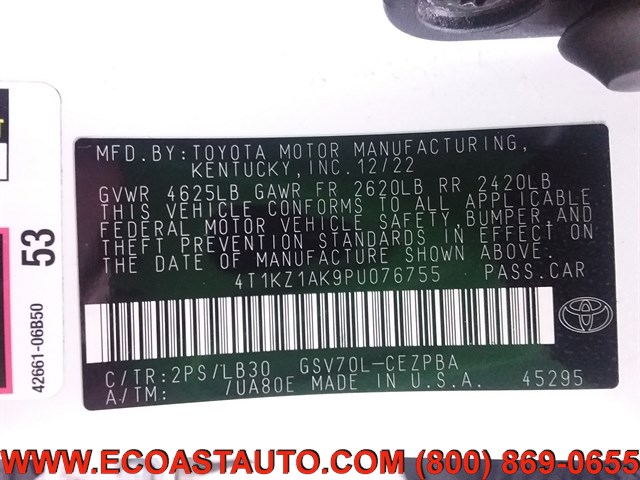 MFD.BY:TOYOTA MOTOR MANUFACTURING,
KENTUCKY, INC. 12/22
GVWR 4625LB GAWR FR 2620LB RR 2420LB
THIS VEHICLE CONFORMS TO ALL APPLICABLE
FEDERAL MOTOR VEHICLE SAFETY, BUMPER, AND
THEFT PREVENTION STANDARDS IN EFFECT ON
THE DATE OF MANUFACTURE SHOWN ABOVE.
4T1KZ1AK9PU076755 PASS.CAR
C/TR:2PS/LB30 GSV70L-CEZPBA
A/TM: 7UA80E MADE IN U.S.A. 45295
53
42661-06B50
WWW.ECOASTAUTO.COM (800) 869-0655